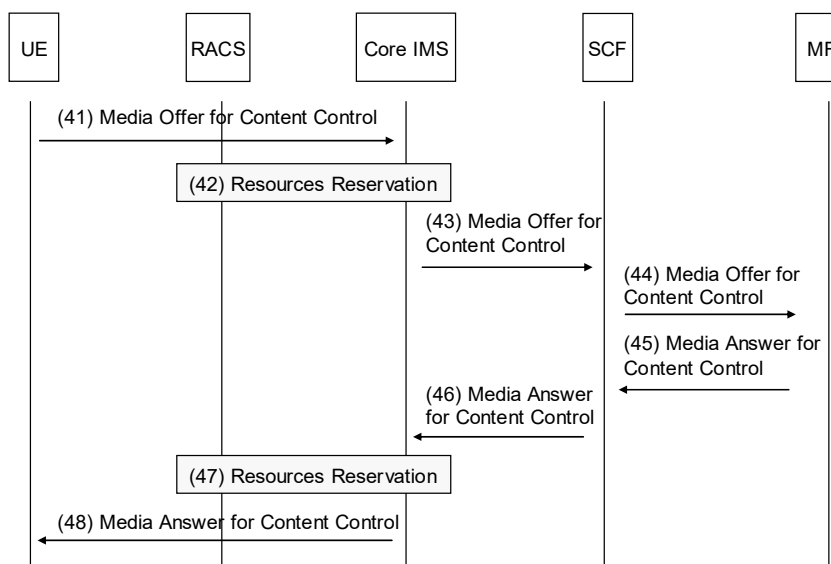 UE
RACS
Core IMS
SCF
MF
(41) Media Offer for Content Control
(42) Resources Reservation
(43) Media Offer for
Content Control
(44) Media Offer for
Content Control
(45) Media Answer for
Content Control
(46) Media Answer
for Content Control
(47) Resources Reservation
(48) Media Answer for Content Control